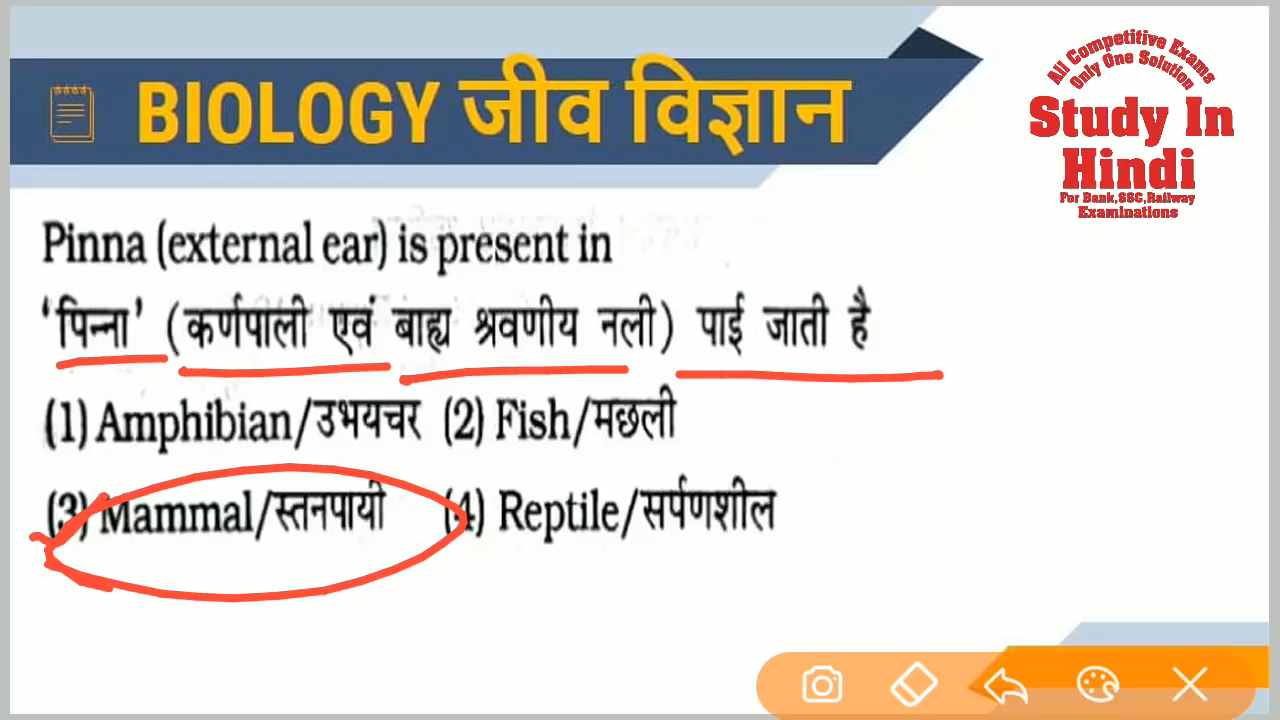 BIOLOGY जीव विज्ञान
All Competitive Exams
Only One Solution
Study In
Hindi
For Bank,SSC,Railway
Examinations
Pinna (external ear) is present in
'पिन्ना' (कर्णपाली एवं बाह्य श्रवणीय नली) पाई जाती है
(1) Amphibian/उभयचर (2) Fish/मछली
(3) Mammal/स्तनपायी (4) Reptile/सर्पणशील